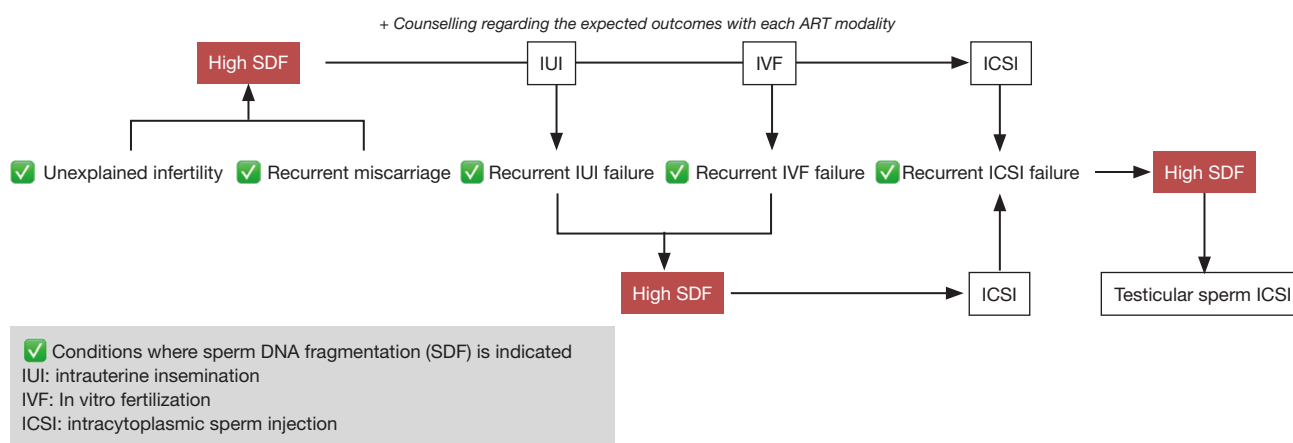 + Counselling regarding the expected outcomes with each ART modality
High SDF
IUI
IVF
ICSI
Unexplained infertility
Recurrent miscarriage
Recurrent IUI failure
Recurrent IVF failure
Recurrent ICSI failure
High SDF
High SDF
ICSI
Testicular sperm ICSI
Conditions where sperm DNA fragmentation (SDF) is indicated
IUI: intrauterine insemination
IVF: In vitro fertilization
ICSI: intracytoplasmic sperm injection